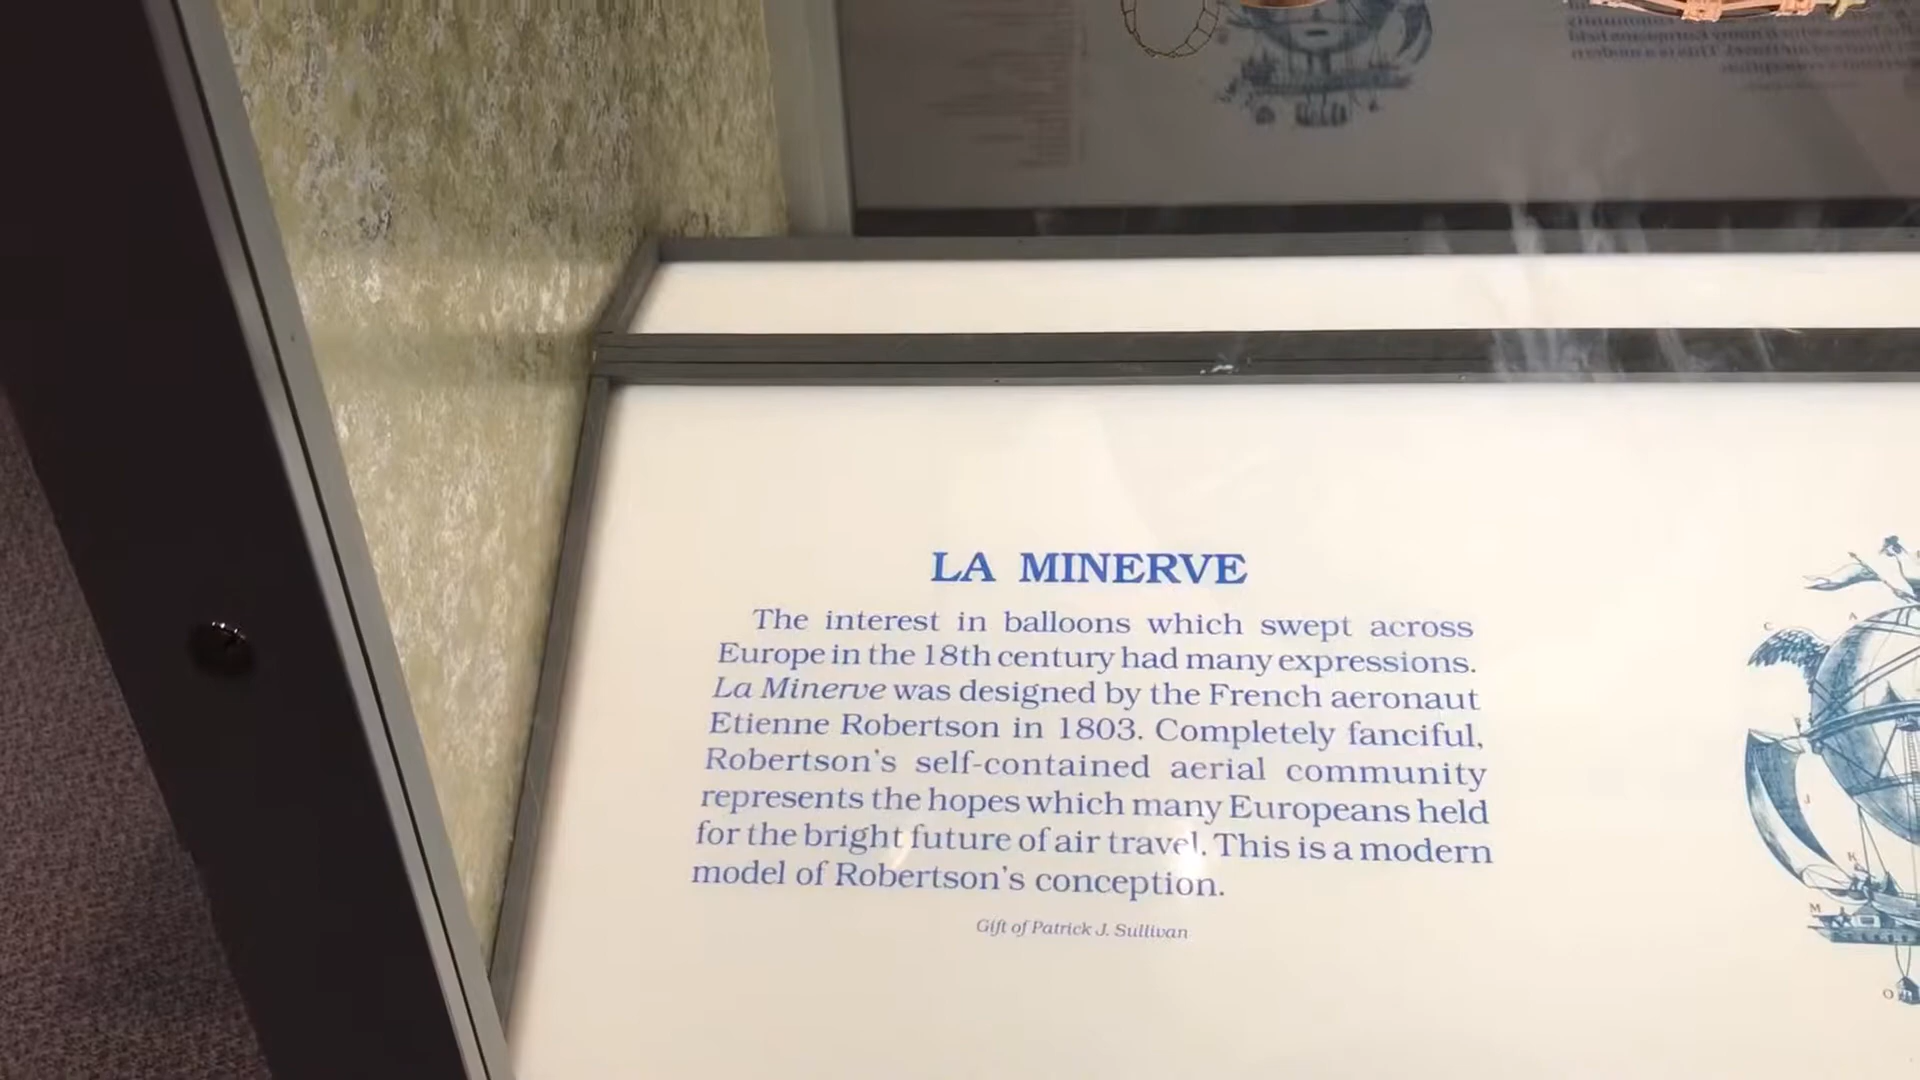 LA MINERVE
The interest in balloons which swept across
Europe in the 18th century had many expressions.
La Minerve was designed by the French aeronaut
Etienne Robertson in 1803. Completely fanciful,
Robertson's self-contained aerial community
represents the hopes which many Europeans held
for the bright future of air travel. This is a modern
model of Robertson's conception.
Gift of Patrick J. Sullivan
C
A
J
K
M
O